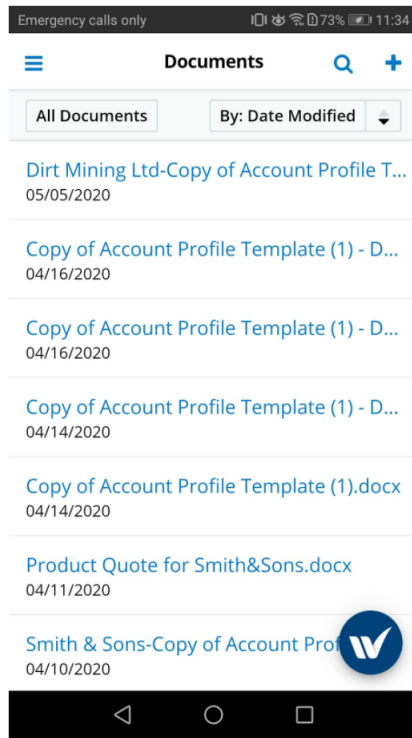 Emergency calls only 73% 11:34
Documents
All Documents By: Date Modified
Dirt Mining Ltd-Copy of Account Profile T...
05/05/2020
Copy of Account Profile Template (1) - D...
04/16/2020
Copy of Account Profile Template (1) - D...
04/16/2020
Copy of Account Profile Template (1) - D...
04/14/2020
Copy of Account Profile Template (1).docx
04/14/2020
Product Quote for Smith&Sons.docx
04/11/2020
Smith & Sons-Copy of Account Prof
04/10/2020